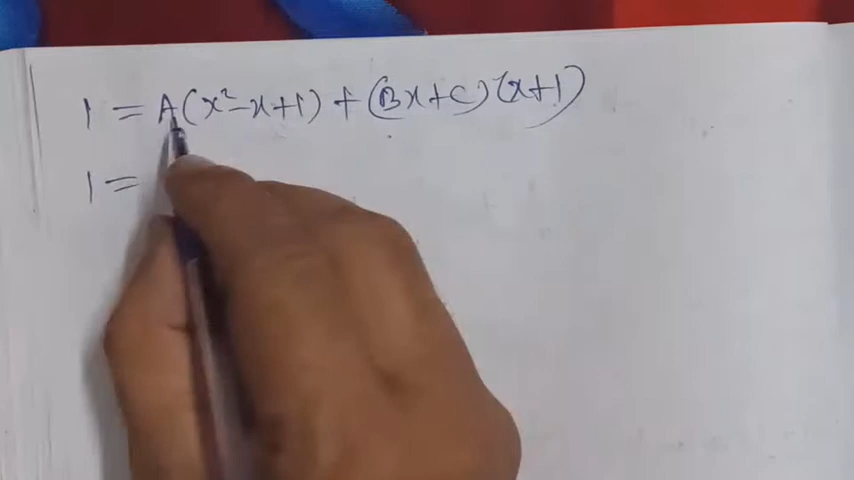 1 = A(x²-x+1) + (Bx+C)(x+1)
1 =